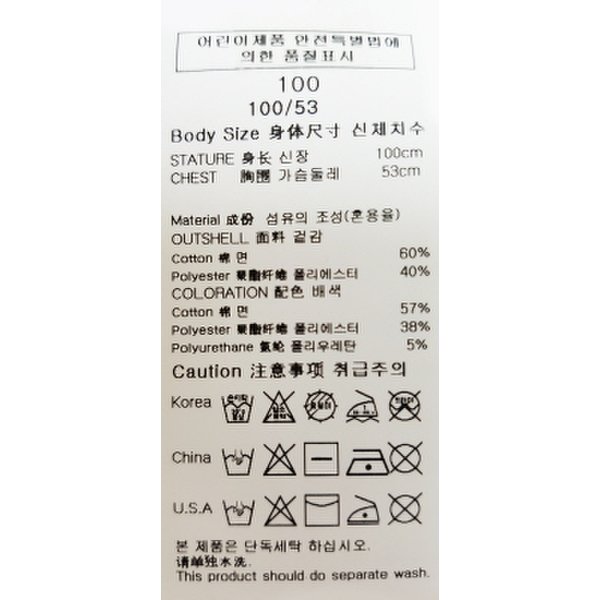 어린이제품 안전특별법에
의한 품질표시
100
100/53
Body Size 身体尺寸 신체치수
STATURE 身长 신장 100cm
CHEST 胸围 가슴둘레 53cm
Material 成份 섬유의 조성(혼용율)
OUTSHELL 面料 겉감
Cotton 棉 면 60%
Polyester 聚酯纤维 폴리에스터 40%
COLORATION 配色 배색
Cotton 棉 면 57%
Polyester 聚酯纤维 폴리에스터 38%
Polyurethane 氨纶 폴리우레탄 5%
Caution 注意事项 취급주의
Korea
China
U.S.A
본 제품은 단독세탁 하십시오.
请单独水洗.
This product should do separate wash.